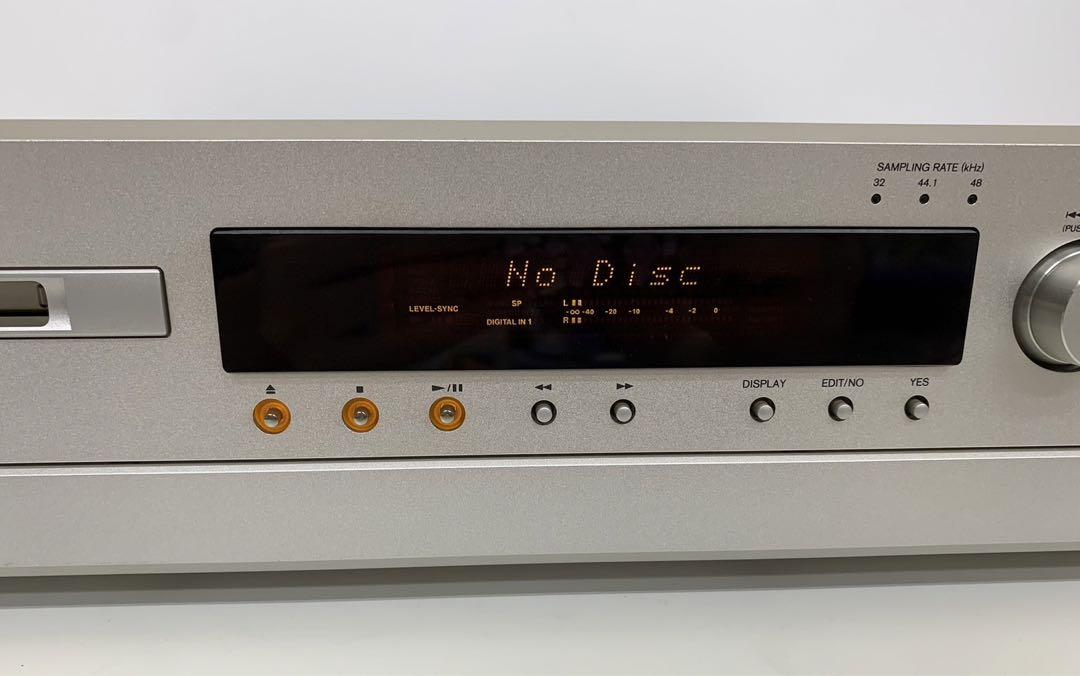 SAMPLING RATE (kHz)
32 44.1 48
No Disc
LEVEL-SYNC SP L
-∞ -40 -20 -10 -4 -2 0
DIGITAL IN 1 R
DISPLAY EDIT/NO YES